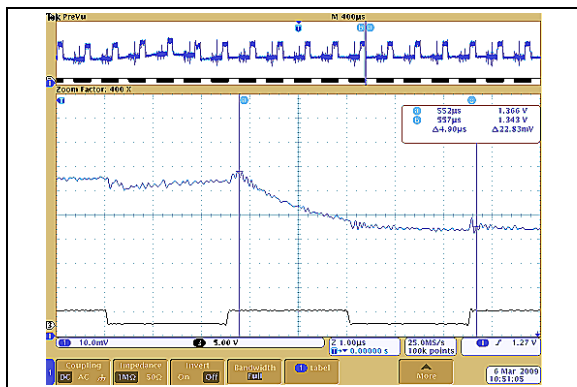 Tek PreVu M 400µs
Zoom Factor: 400 X
a 552µs 1.366 V
b 557µs 1.343 V
Δ4.90µs Δ22.83mV
1 10.0mV 3 5.00 V Z 1.00µs 25.0MS/s 1 1.27 V
0.00000 s 100k points
Coupling Impedance Invert Bandwidth 1 Label
DC AC 1MΩ 50Ω On Off Full More
6 Mar 2009
10:51:05